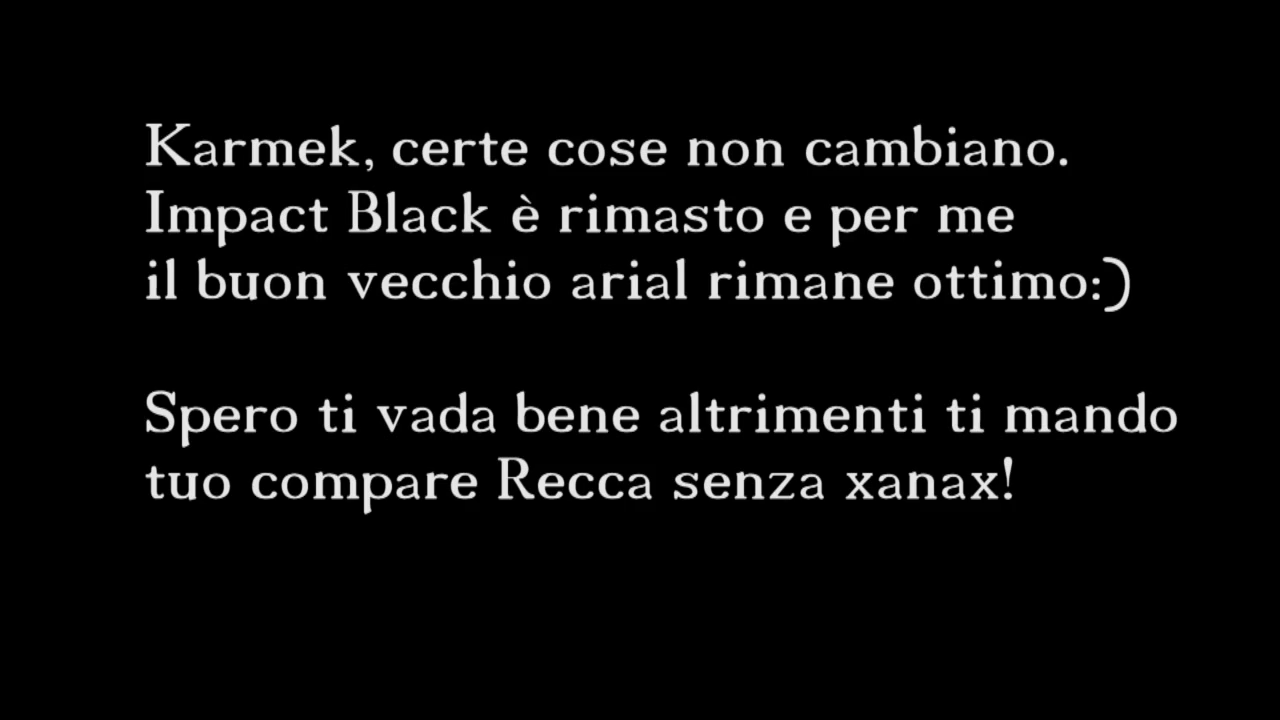 Karmek, certe cose non cambiano.
Impact Black è rimasto e per me
il buon vecchio arial rimane ottimo:)
Spero ti vada bene altrimenti ti mando
tuo compare Recca senza xanax!